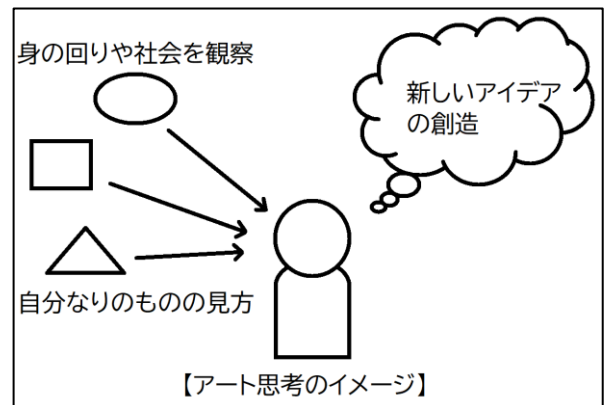 身の回りや社会を観察
新しいアイデア
の創造
自分なりのものの見方
【アート思考のイメージ】